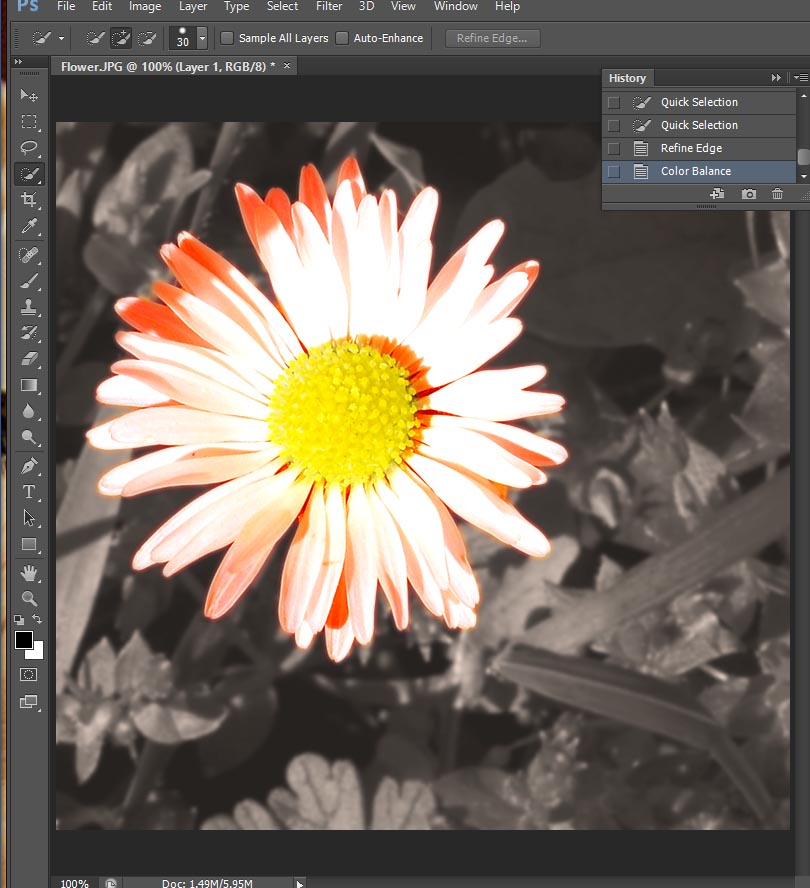 Ps File Edit Image Layer Type Select Filter 3D View Window Help
30 Sample All Layers Auto-Enhance Refine Edge...
Flower.JPG @ 100% (Layer 1, RGB/8) * ×
History
Quick Selection
Quick Selection
Refine Edge
Color Balance
T
100% Doc: 1.49M/5.95M